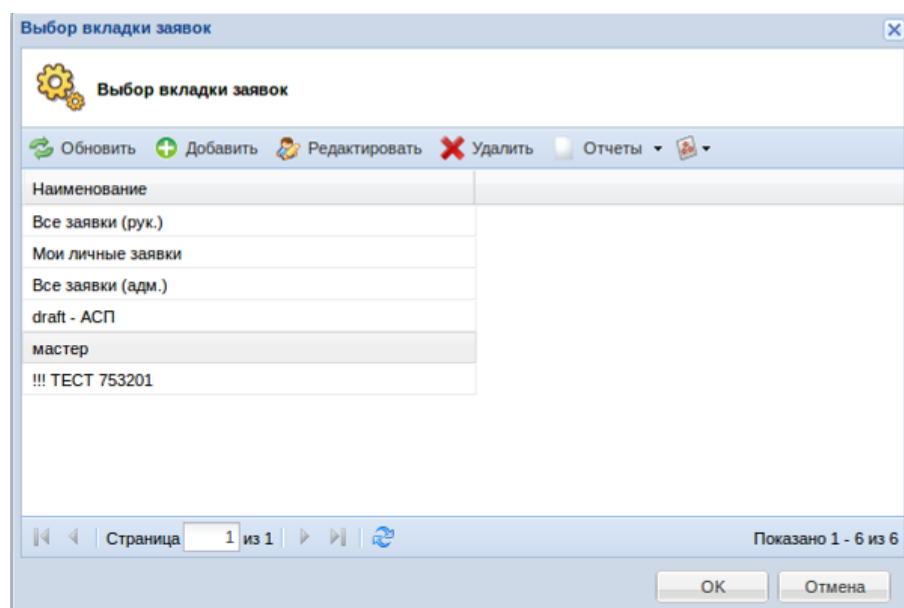 Выбор вкладки заявок
Выбор вкладки заявок
Обновить Добавить Редактировать Удалить Отчеты
Наименование
Все заявки (рук.)
Мои личные заявки
Все заявки (адм.)
draft - АСП
мастер
!!! ТЕСТ 753201
Страница 1 из 1 Показано 1 - 6 из 6
OK Отмена